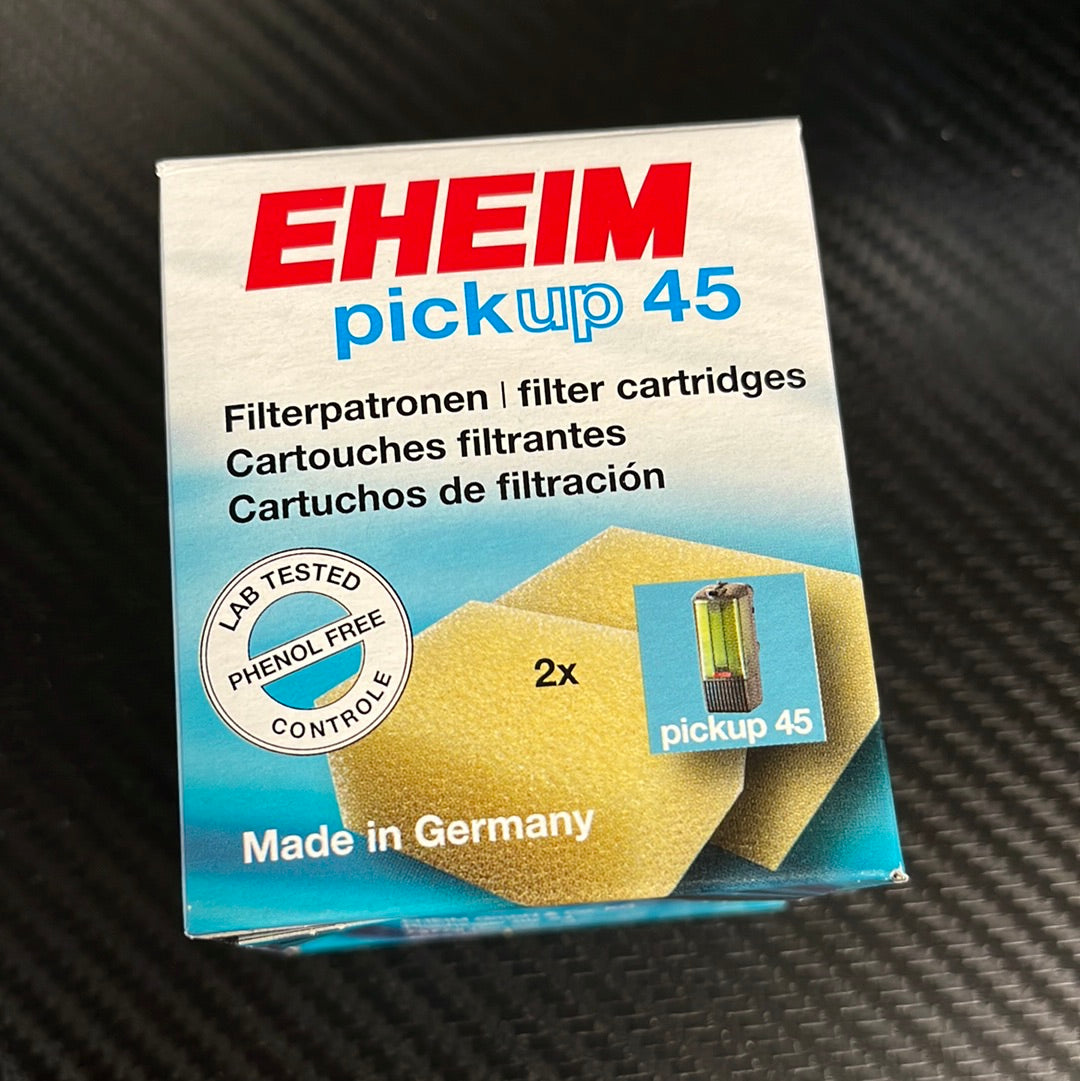 EHEIM
pickup 45
Filterpatronen | filter cartridges
Cartouches filtrantes
Cartuchos de filtración
LAB TESTED
PHENOL FREE
CONTROLE
2x
pickup 45
Made in Germany